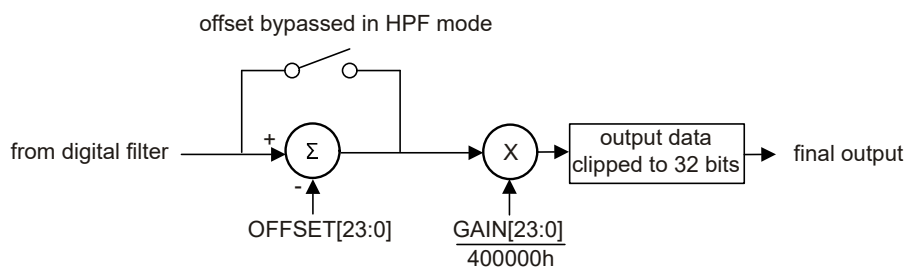 offset bypassed in HPF mode
from digital filter
+
Σ
-
OFFSET[23:0]
X
GAIN[23:0]
400000h
output data
clipped to 32 bits
final output